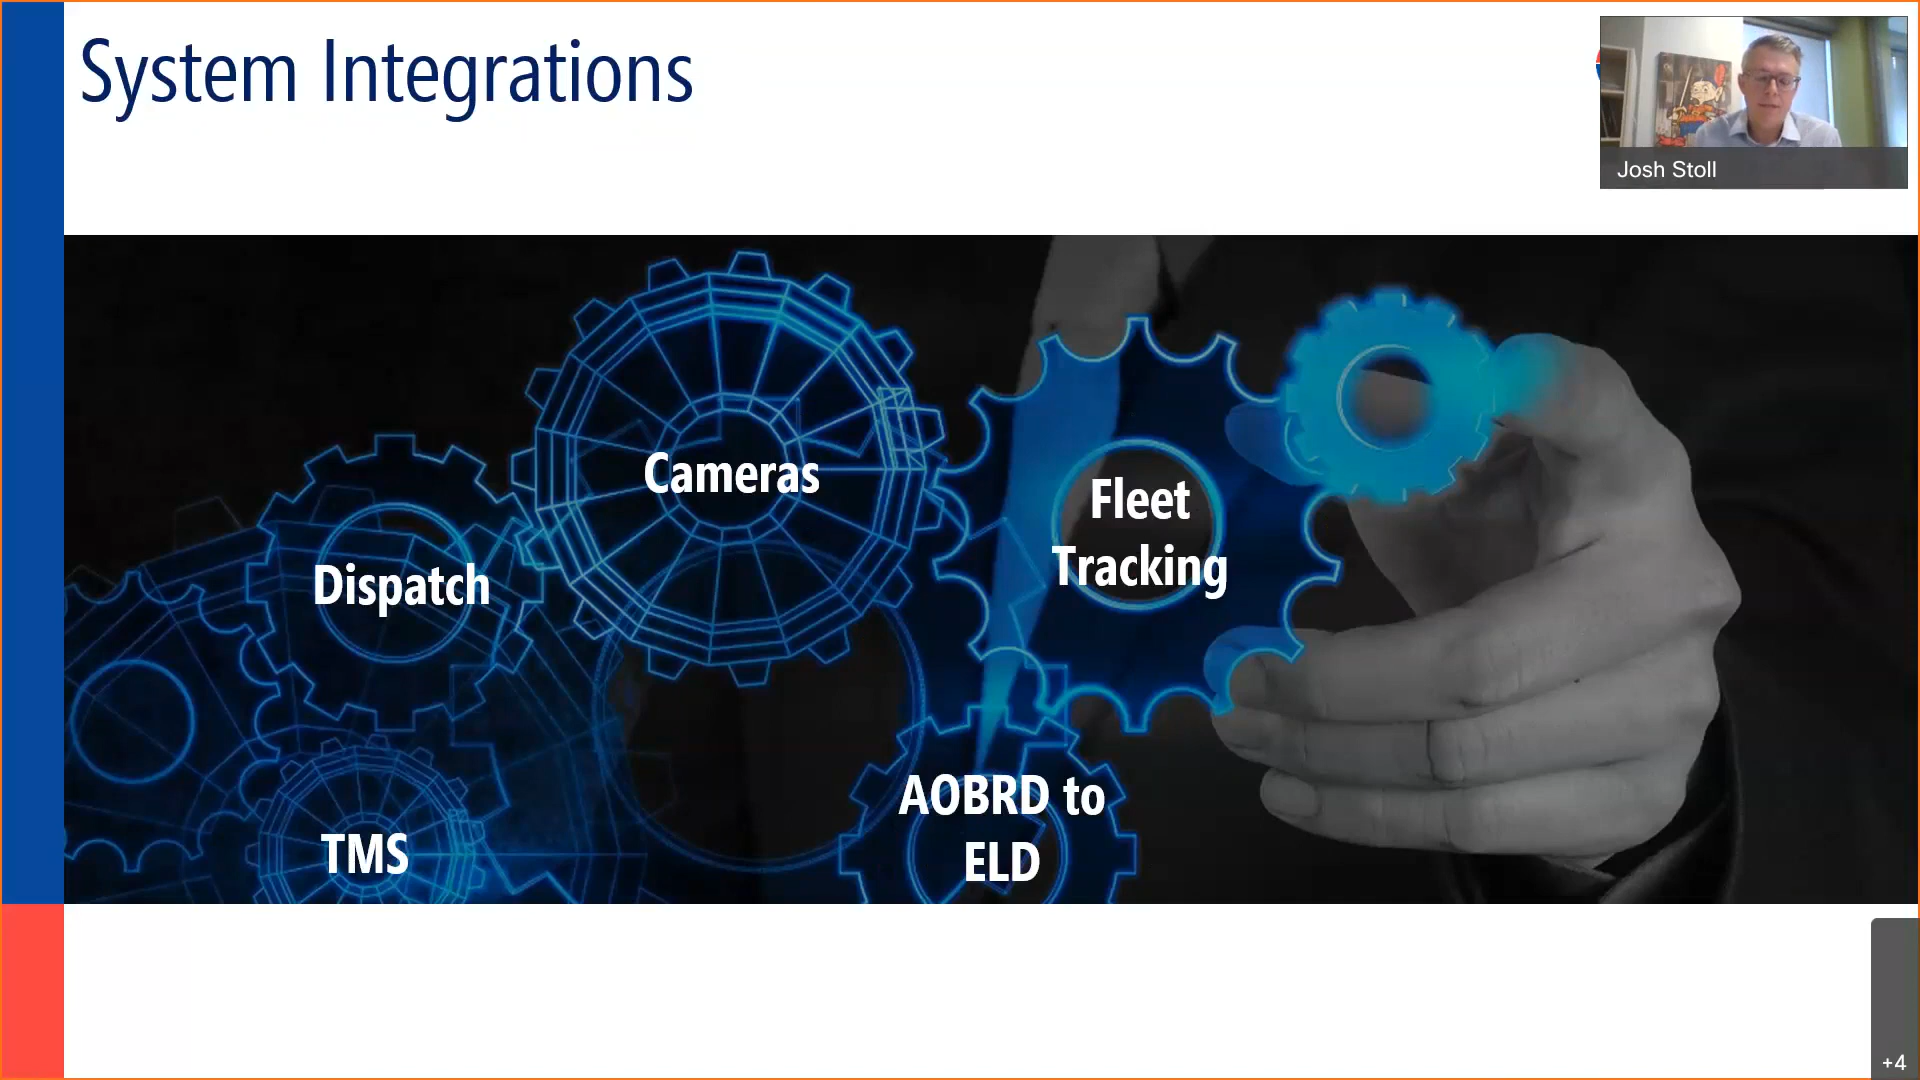 System Integrations
Josh Stoll
Cameras
Fleet
Tracking
Dispatch
AOBRD to
ELD
TMS
+4